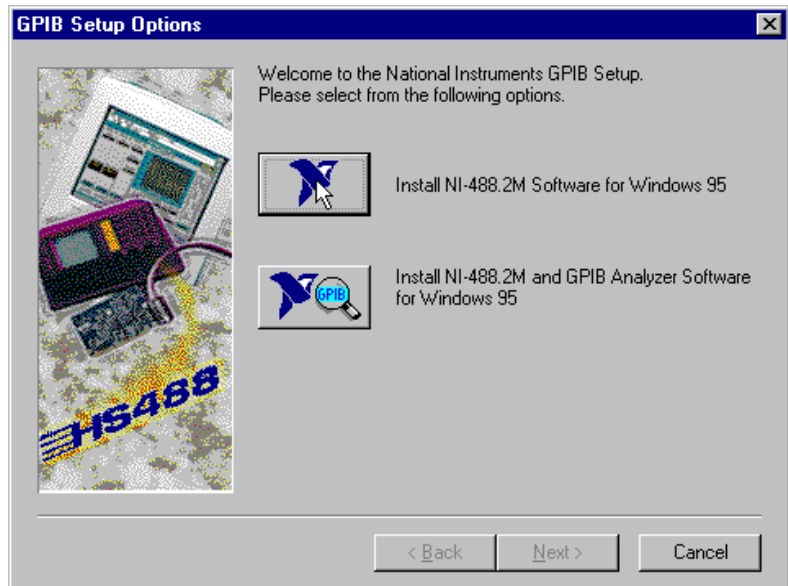 GPIB Setup Options
Welcome to the National Instruments GPIB Setup.
Please select from the following options.
Install NI-488.2M Software for Windows 95
GPIB
Install NI-488.2M and GPIB Analyzer Software
for Windows 95
HS488
< Back
Next >
Cancel